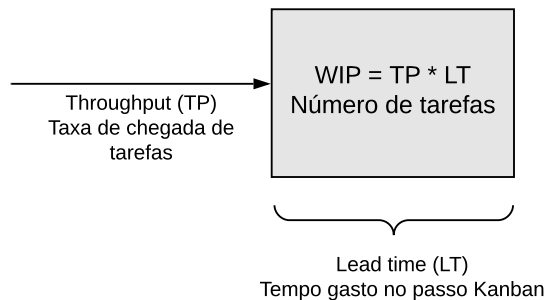 WIP = TP * LT
Número de tarefas
Throughput (TP)
Taxa de chegada de
tarefas
Lead time (LT)
Tempo gasto no passo Kanban